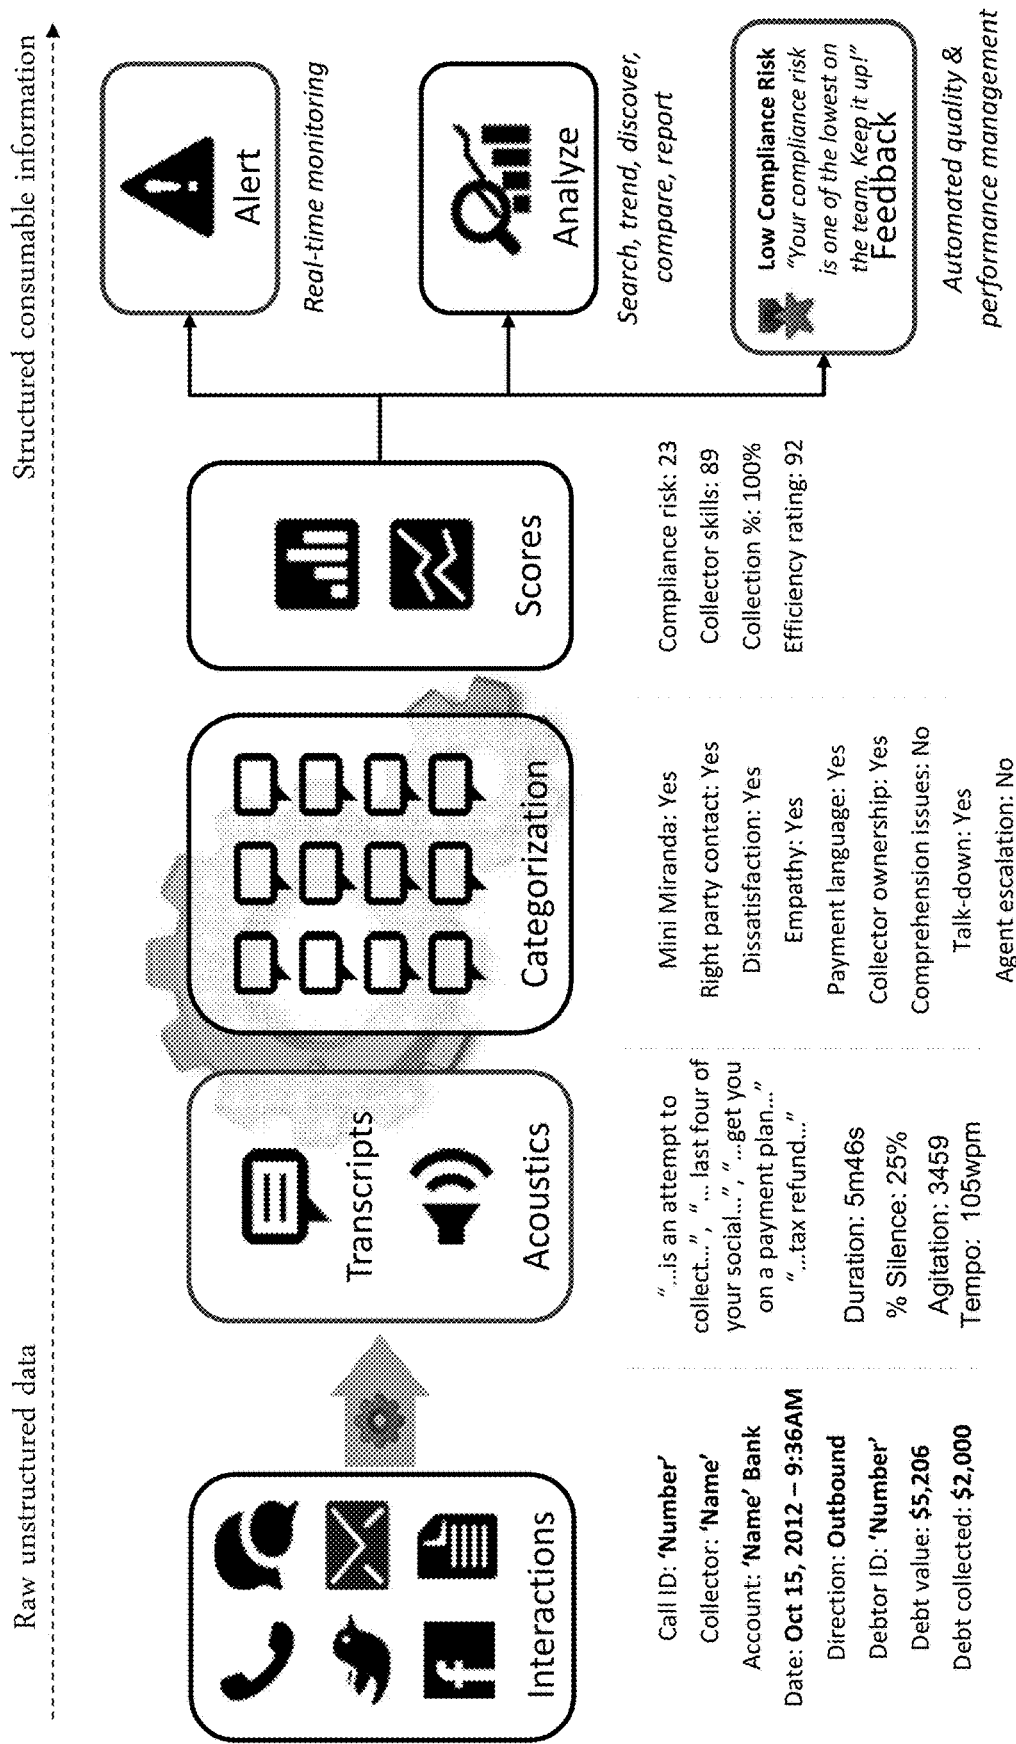 Raw unstructured data
Structured consumable information
Interactions
Call ID: ‘Number’
Collector: ‘Name’
Account: ‘Name’ Bank
Date: Oct 15, 2012 – 9:36AM
Direction: Outbound
Debtor ID: ‘Number’
Debt value: $5,206
Debt collected: $2,000
Transcripts
Acoustics
“...is an attempt to
collect...”, “... last four of
your social...”, “...get you
on a payment plan...”
“...tax refund...”
Duration: 5m46s
% Silence: 25%
Agitation: 3459
Tempo: 105wpm
Categorization
Mini Miranda: Yes
Right party contact: Yes
Dissatisfaction: Yes
Empathy: Yes
Payment language: Yes
Collector ownership: Yes
Comprehension issues: No
Talk-down: Yes
Agent escalation: No
Scores
Compliance risk: 23
Collector skills: 89
Collection %: 100%
Efficiency rating: 92
Alert
Real-time monitoring
Analyze
Search, trend, discover,
compare, report
Low Compliance Risk
“Your compliance risk
is one of the lowest on
the team. Keep it up!”
Feedback
Automated quality &
performance management